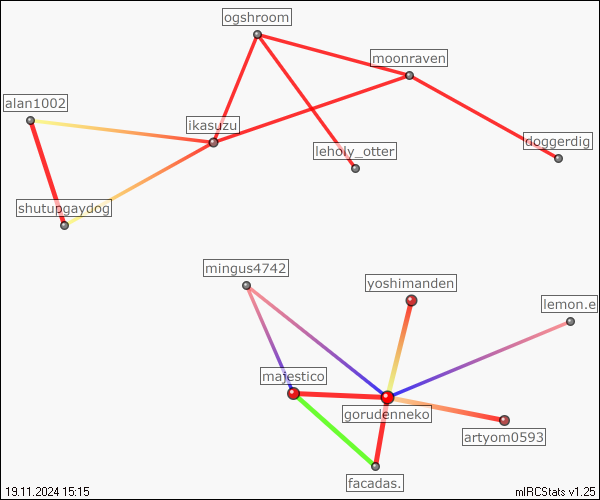 ogshroom
moonraven
alan1002
ikasuzu
doggerdig
leholy_otter
shutupgaydog
mingus4742
yoshimanden
lemon.e
majestico
gorudenneko
artyom0593
facadas.
19.11.2024 15:15
mIRCStats v1.25